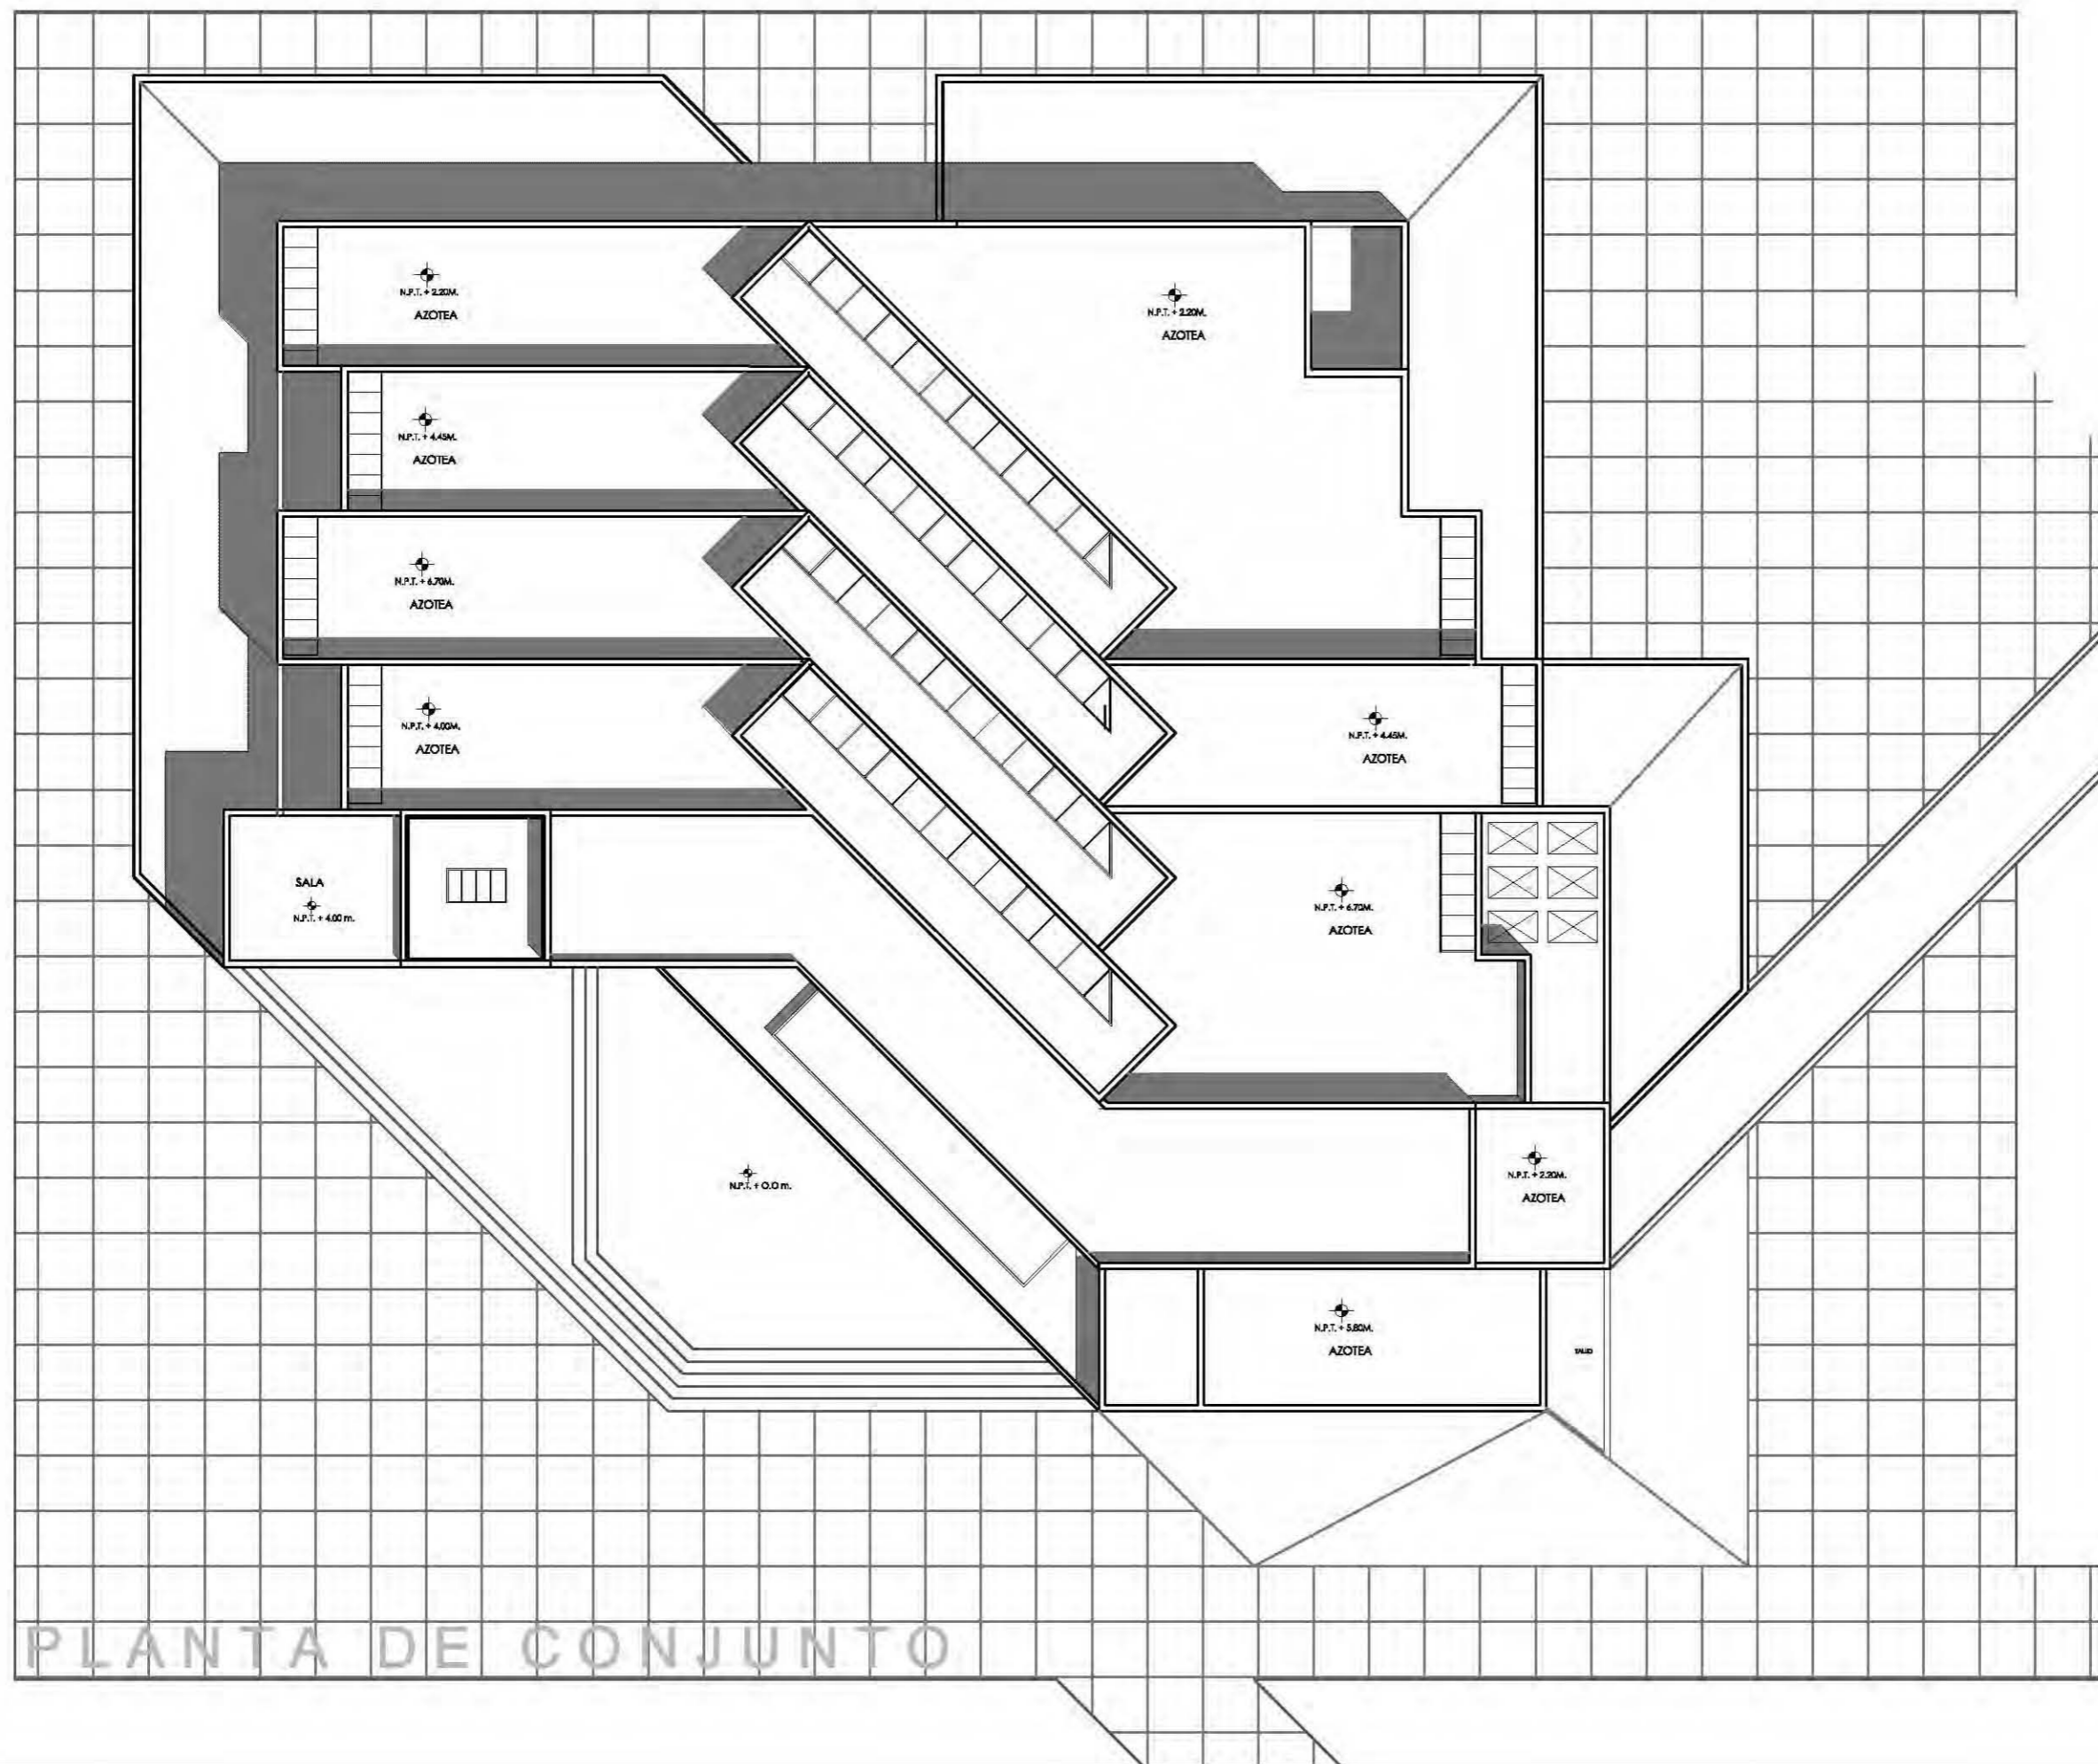 N.P.T. + 2.20M.
AZOTEA
N.P.T. + 2.20M.
AZOTEA
N.P.T. + 4.45M.
AZOTEA
N.P.T. + 6.70M.
AZOTEA
N.P.T. + 4.00M.
AZOTEA
N.P.T. + 4.45M.
AZOTEA
SALA
N.P.T. + 4.00 m.
N.P.T. + 6.70M.
AZOTEA
N.P.T. + 0.0 m.
N.P.T. + 2.20M.
AZOTEA
N.P.T. + 5.80M.
AZOTEA
PLANTA DE CONJUNTO